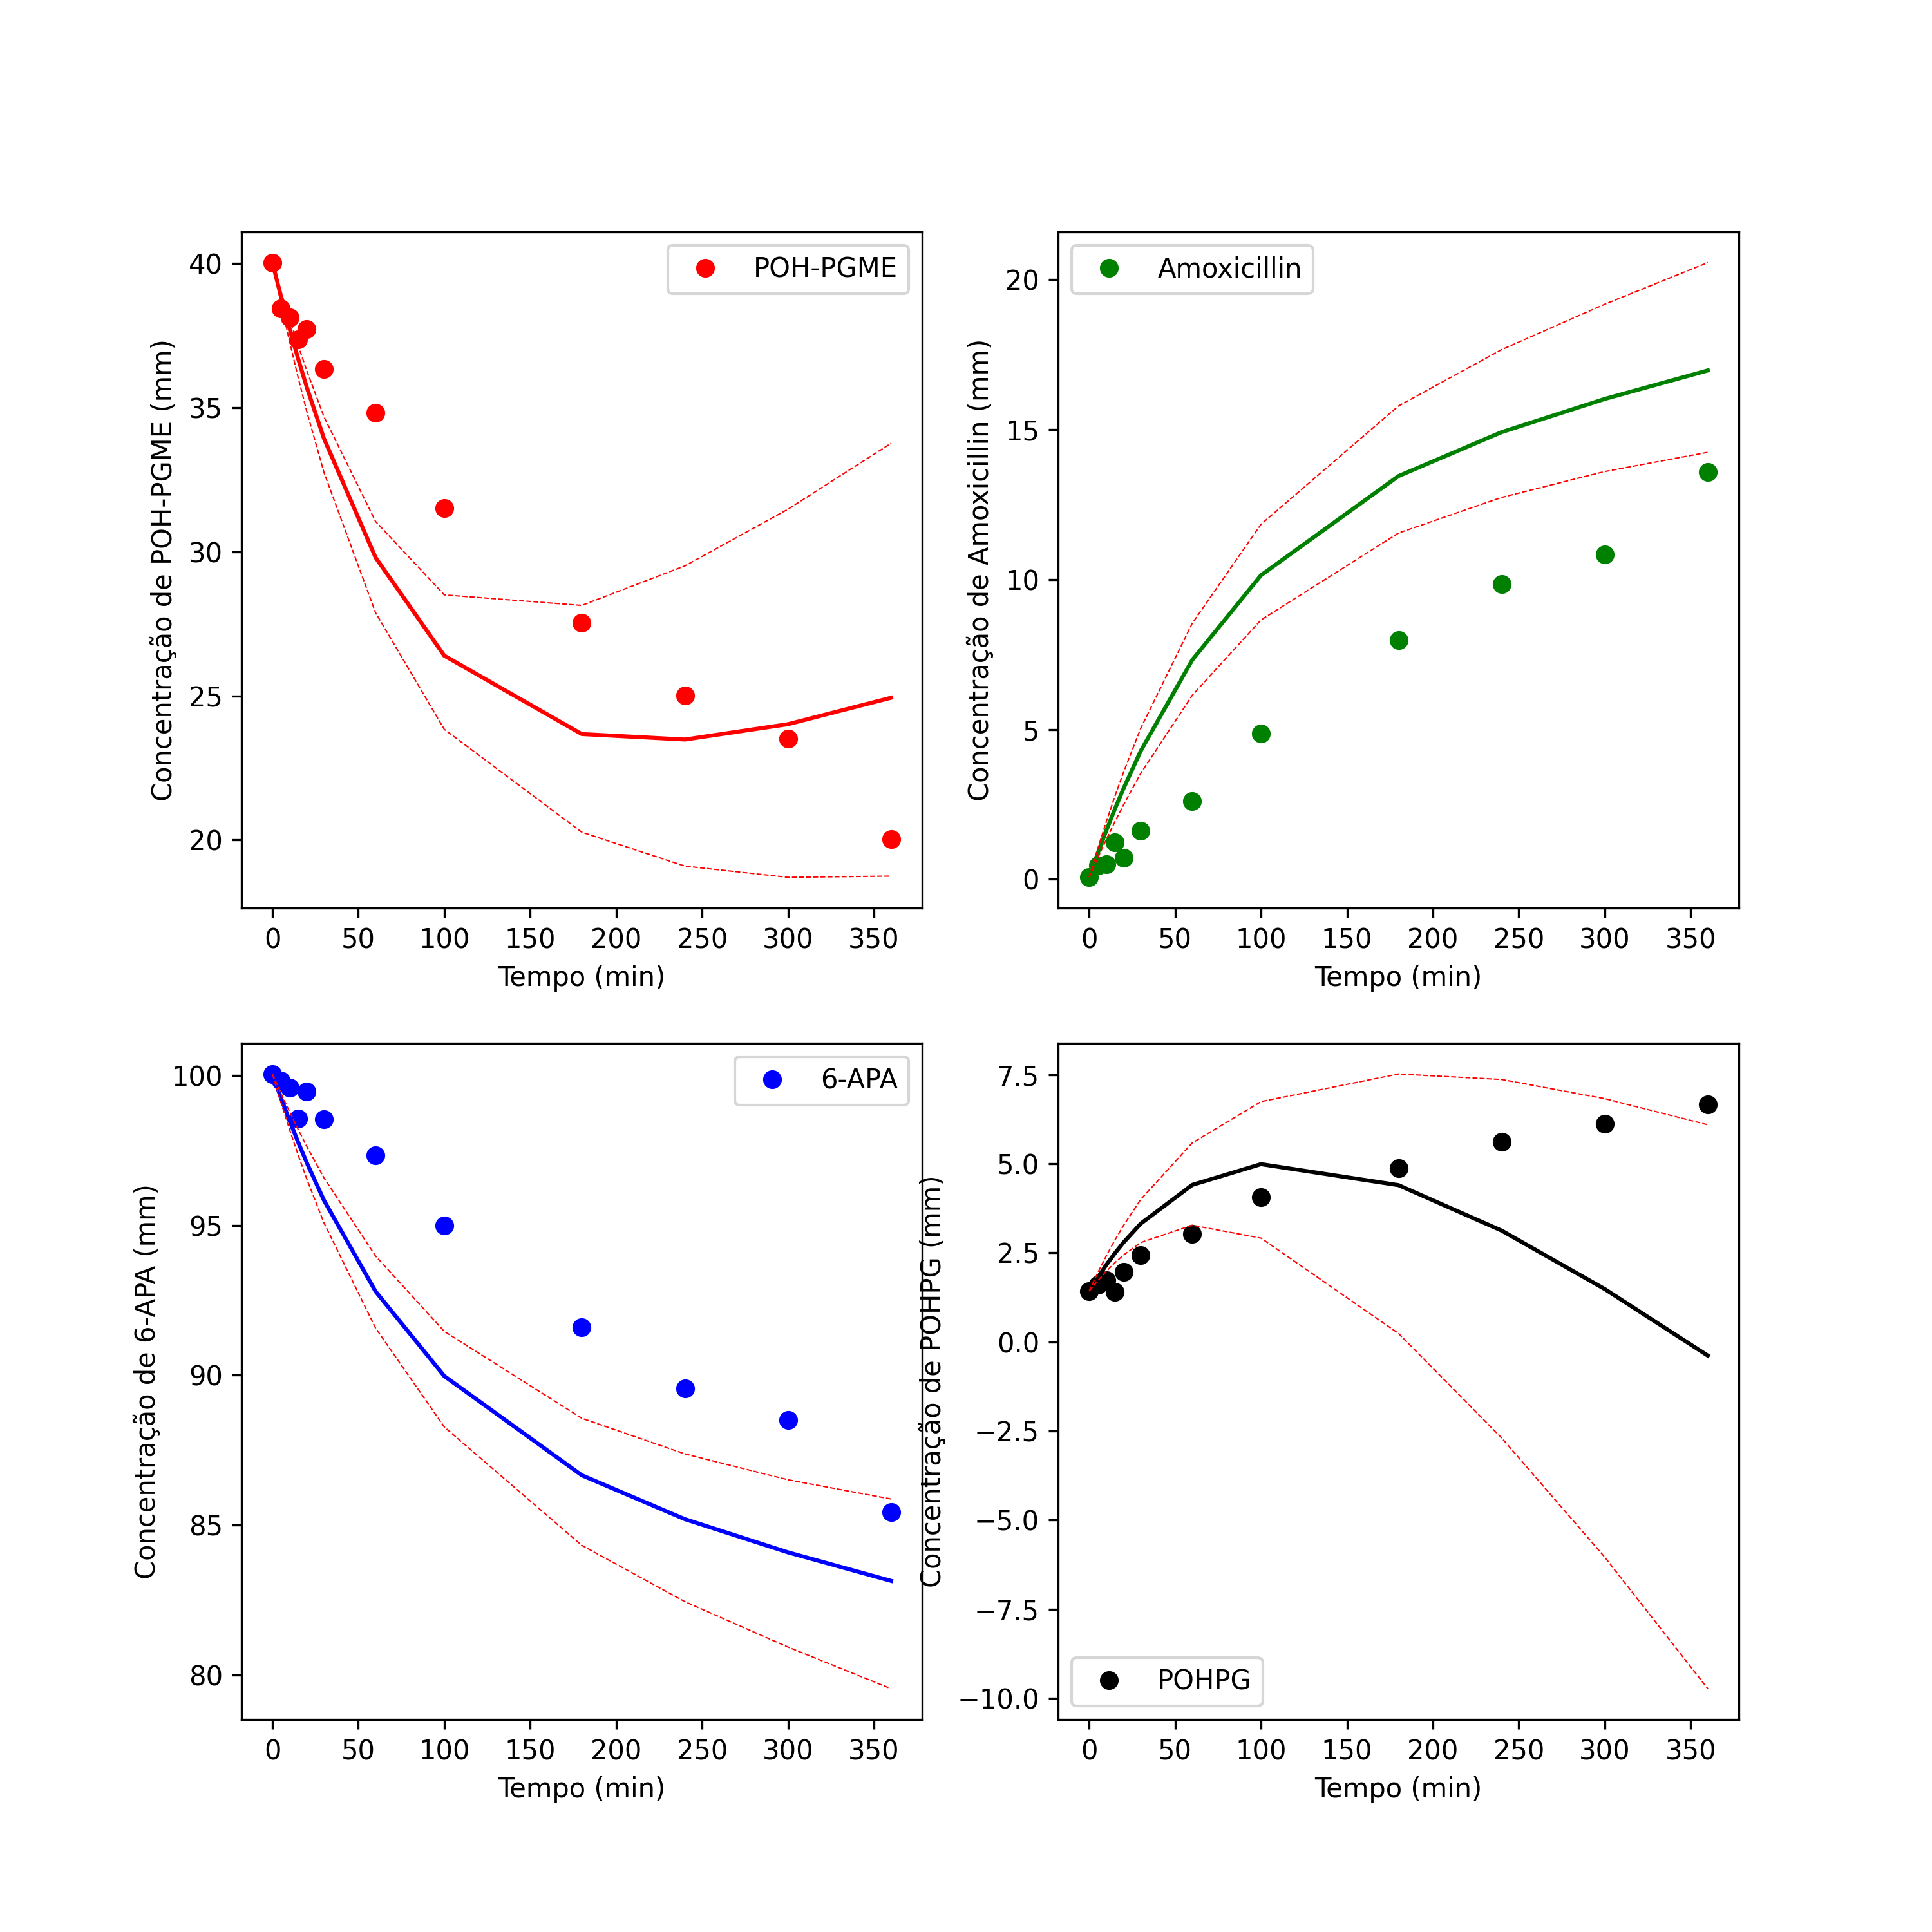 POH-PGME
Concentração de POH-PGME (mm)
40
35
30
25
20
0 50 100 150 200 250 300 350
Tempo (min)
Amoxicillin
Concentração de Amoxicillin (mm)
20
15
10
5
0
0 50 100 150 200 250 300 350
Tempo (min)
6-APA
Concentração de 6-APA (mm)
100
95
90
85
80
0 50 100 150 200 250 300 350
Tempo (min)
Concentração de POHPG (mm)
7.5
5.0
2.5
0.0
−2.5
−5.0
−7.5
−10.0
POHPG
0 50 100 150 200 250 300 350
Tempo (min)